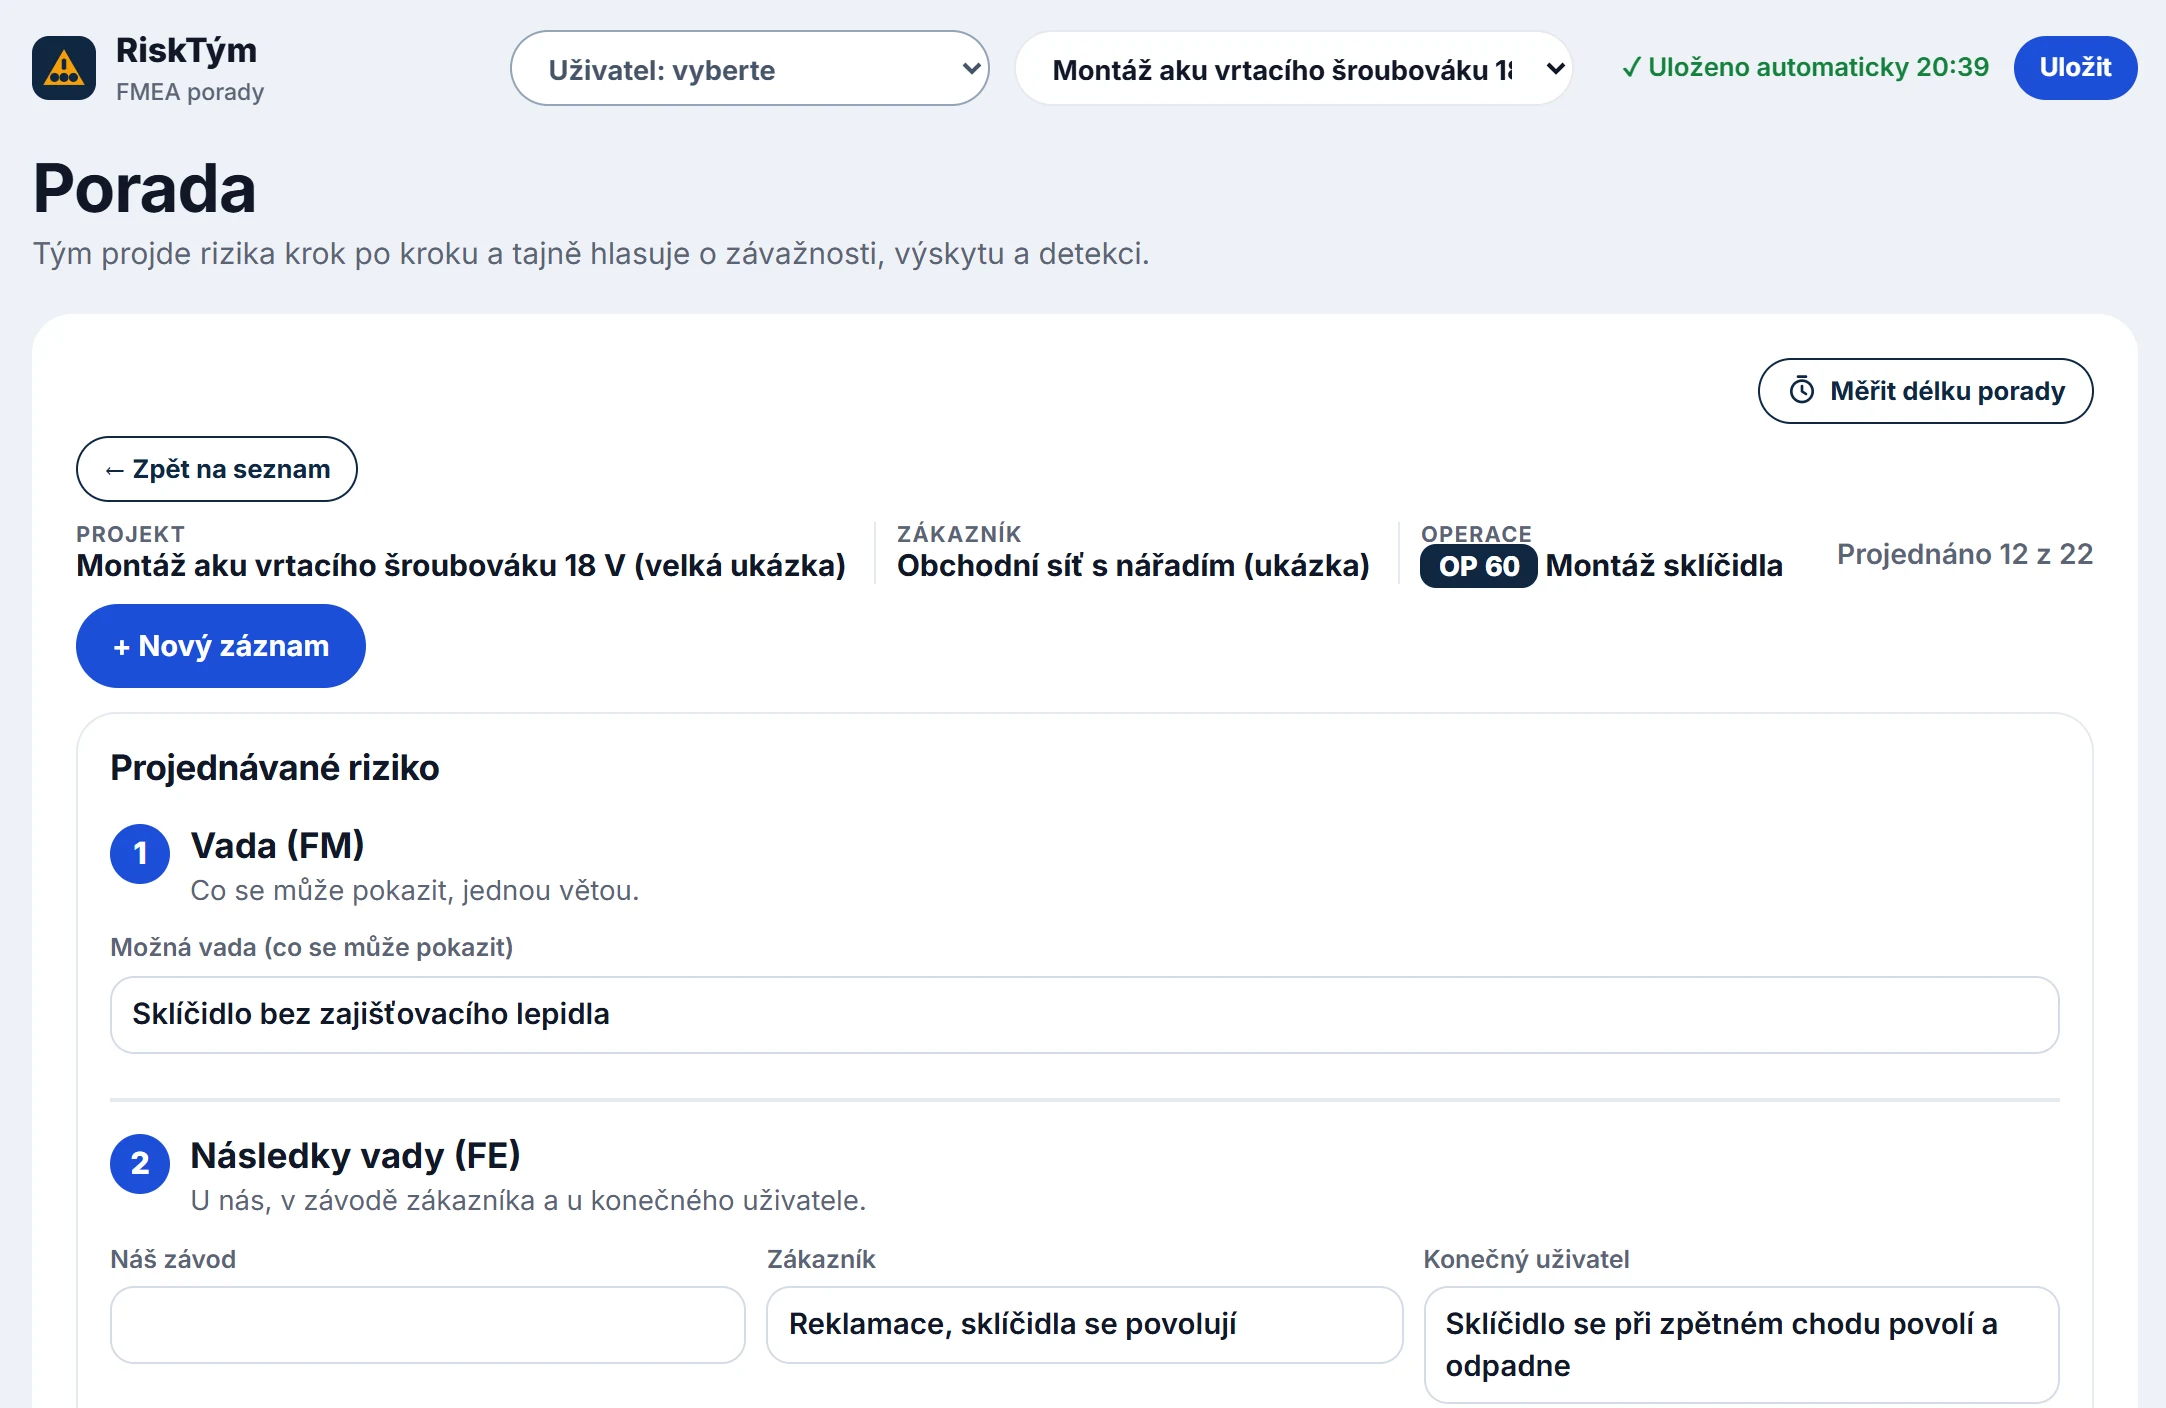 RiskTým
FMEA porady
Uživatel: vyberte
Montáž aku vrtacího šroubováku 18
✓ Uloženo automaticky 20:39
Uložit
Porada
Tým projde rizika krok po kroku a tajně hlasuje o závažnosti, výskytu a detekci.
Měřit délku porady
← Zpět na seznam
PROJEKT
Montáž aku vrtacího šroubováku 18 V (velká ukázka)
ZÁKAZNÍK
Obchodní síť s nářadím (ukázka)
OPERACE
OP 60 Montáž sklíčidla
Projednáno 12 z 22
+ Nový záznam
Projednávané riziko
1 Vada (FM)
Co se může pokazit, jednou větou.
Možná vada (co se může pokazit)
Sklíčidlo bez zajišťovacího lepidla
2 Následky vady (FE)
U nás, v závodě zákazníka a u konečného uživatele.
Náš závod
Zákazník
Reklamace, sklíčidla se povolují
Konečný uživatel
Sklíčidlo se při zpětném chodu povolí a
odpadne